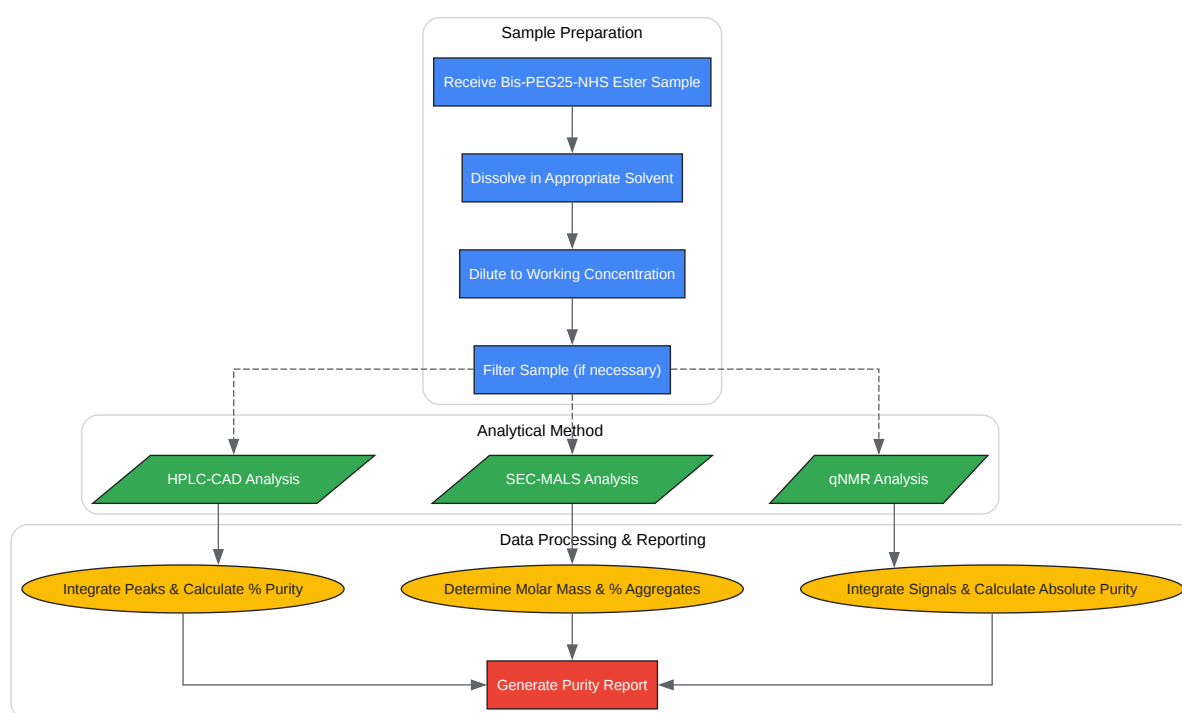 Sample Preparation
Receive Bis-PEG25-NHS Ester Sample
Dissolve in Appropriate Solvent
Dilute to Working Concentration
Filter Sample (if necessary)
Analytical Method
HPLC-CAD Analysis
SEC-MALS Analysis
qNMR Analysis
Data Processing & Reporting
Integrate Peaks & Calculate % Purity
Determine Molar Mass & % Aggregates
Integrate Signals & Calculate Absolute Purity
Generate Purity Report